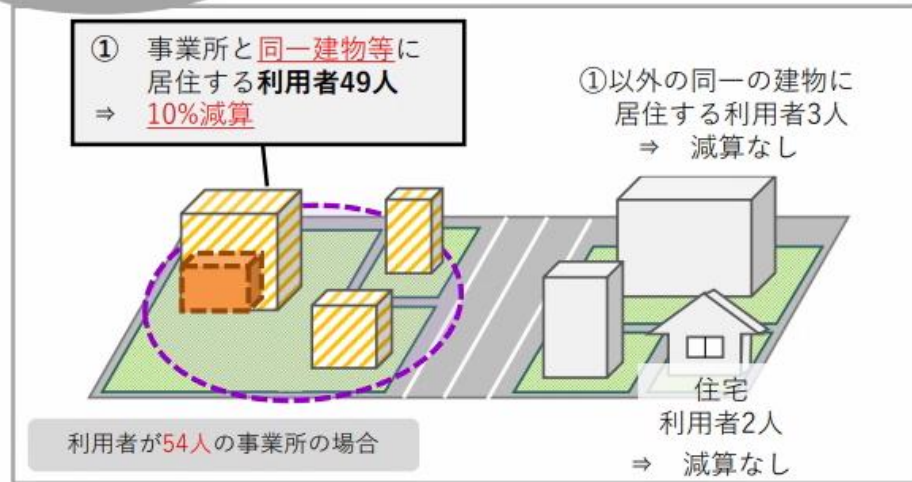 ① 事業所と同一建物等に
居住する利用者49人
⇒ 10%減算
①以外の同一の建物に
居住する利用者3人
⇒ 減算なし
住宅
利用者2人
⇒ 減算なし
利用者が54人の事業所の場合